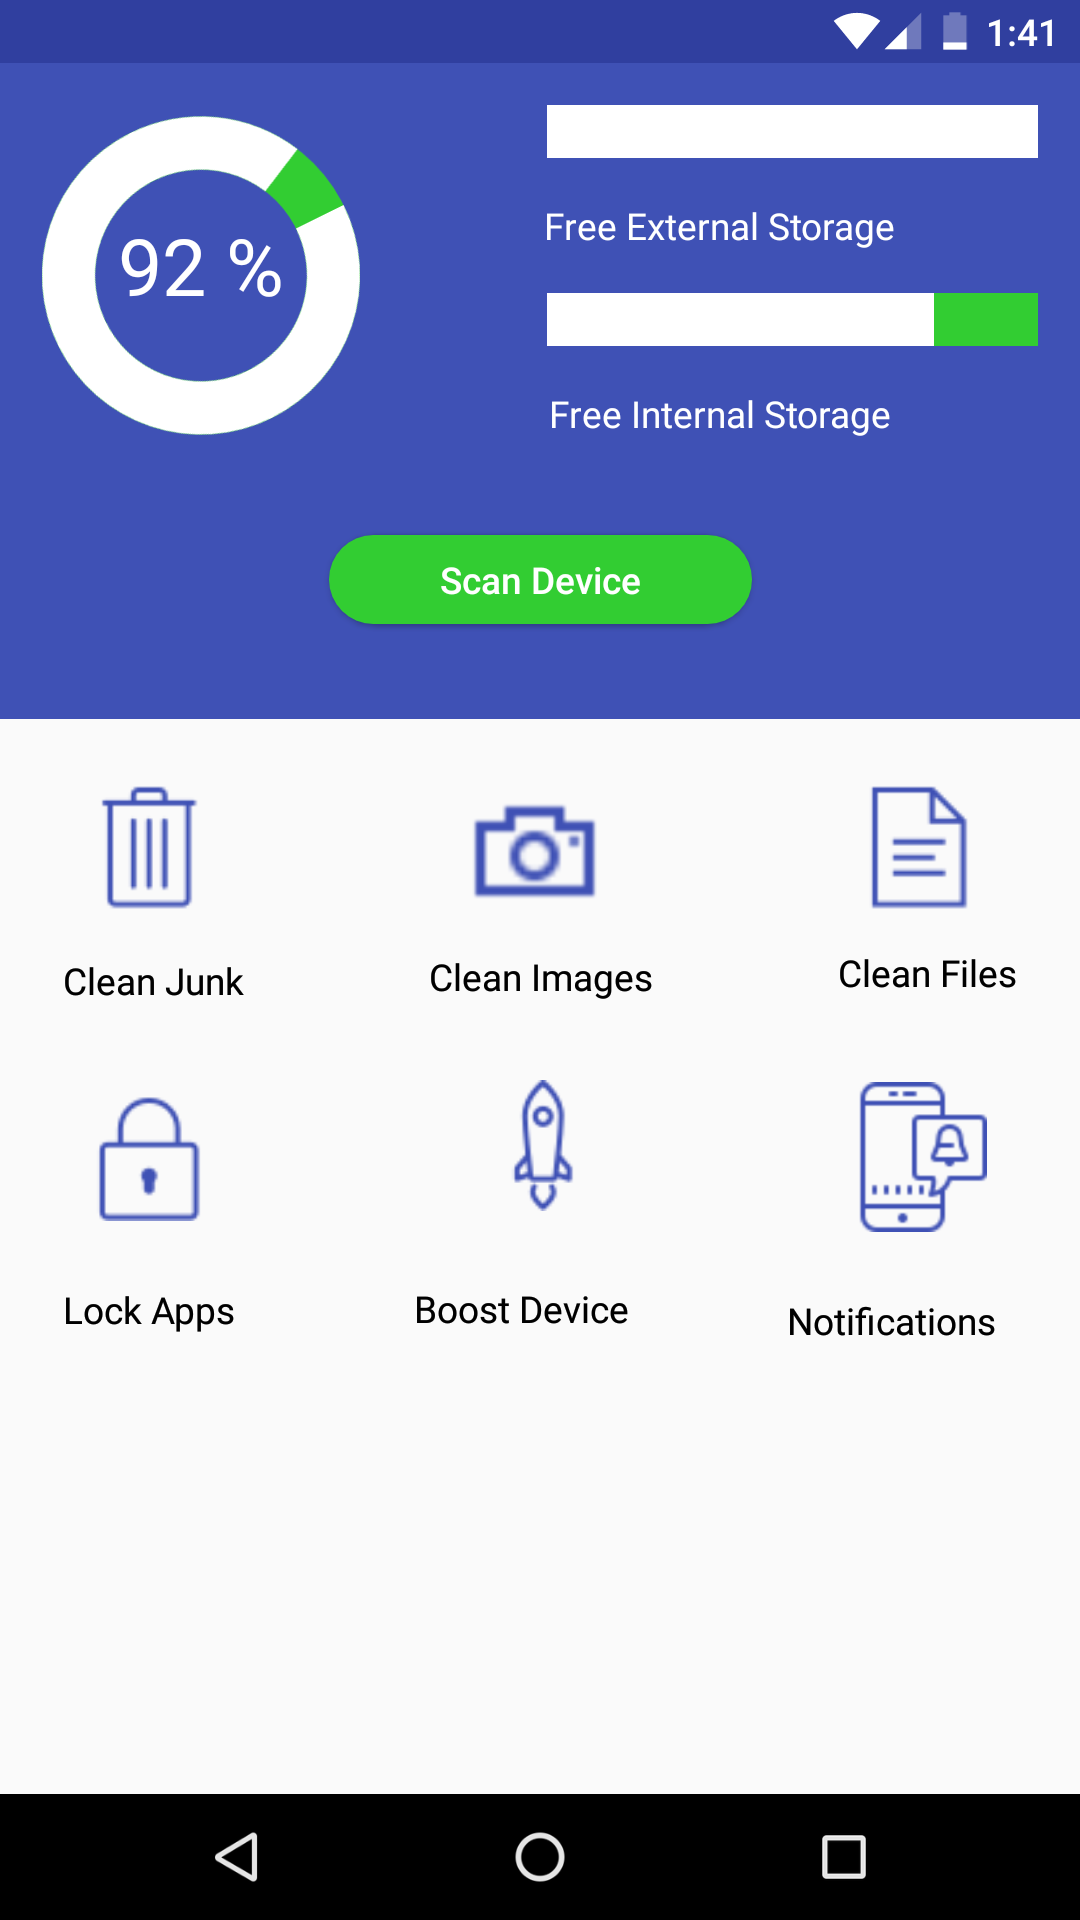 1:41
92 %
Free External Storage
Free Internal Storage
Scan Device
Clean Junk
Clean Images
Clean Files
Lock Apps
Boost Device
Notifications